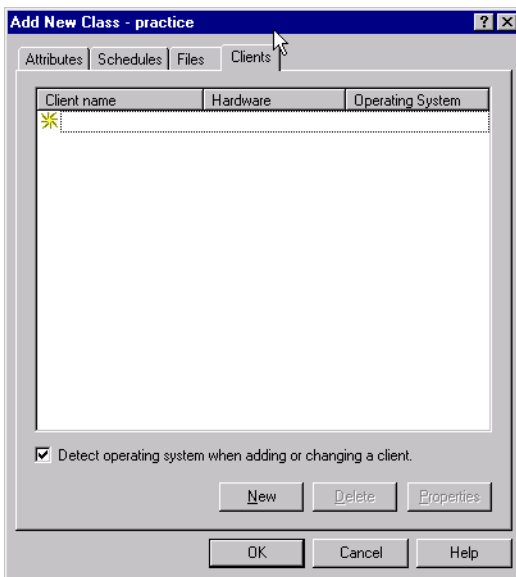 Add New Class - practice
Attributes Schedules Files Clients
Client name Hardware Operating System
Detect operating system when adding or changing a client.
New Delete Properties
OK Cancel Help